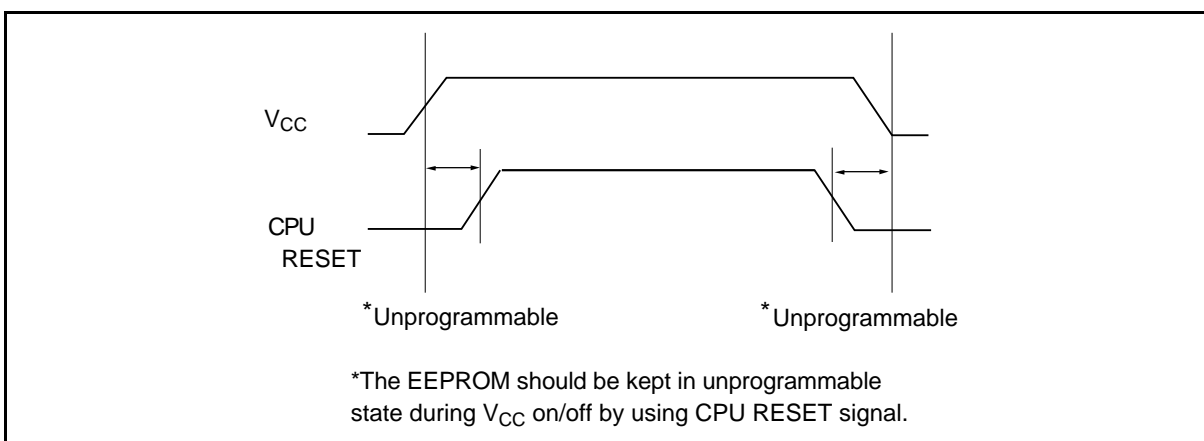 VCC
CPU
RESET
*Unprogrammable *Unprogrammable
*The EEPROM should be kept in unprogrammable
state during VCC on/off by using CPU RESET signal.